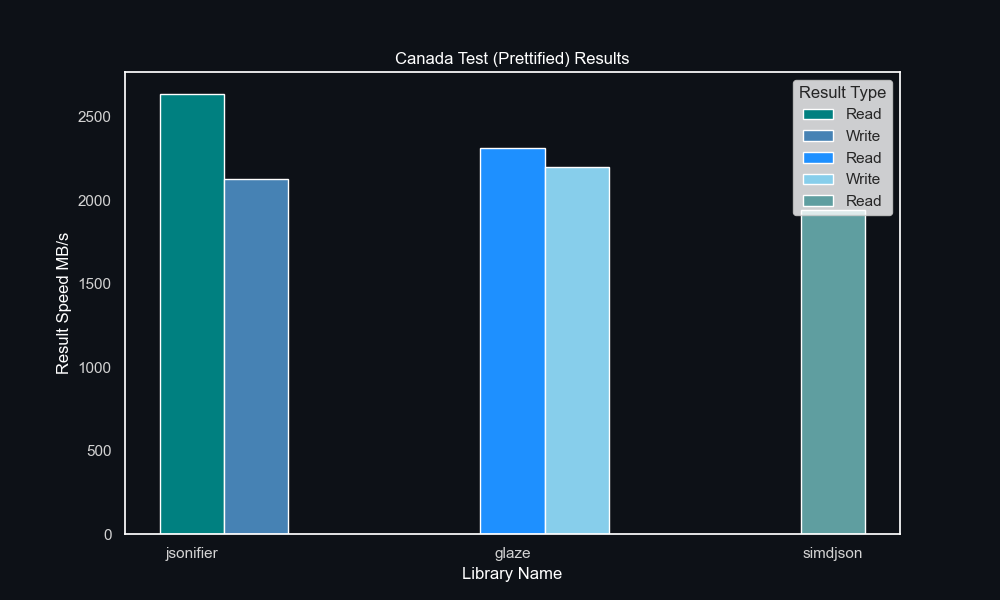 Canada Test (Prettified) Results
Result Type
Read
Write
Read
Write
Read
Result Speed MB/s
2500
2000
1500
1000
500
0
jsonifier
glaze
simdjson
Library Name